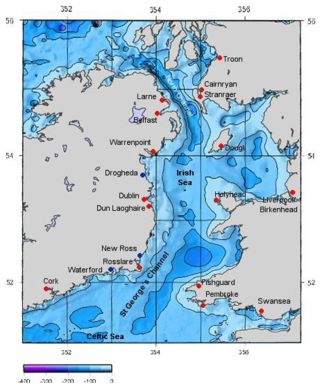 352 354 356
56 56
Troon
Cairnryan
Larne
Stranraer
Belfast
Warrenpoint
Dougl
54 54
Irish
Sea
Drogheda
Dublin
Holyhead
Dun Laoghaire
Liverpool
Birkenhead
New Ross
Rosslare
Waterford
St George's Channel
52 52
Cork
Fishguard
Pembroke
Swansea
Celtic Sea
352 354 356
-400 -300 -200 -100 0